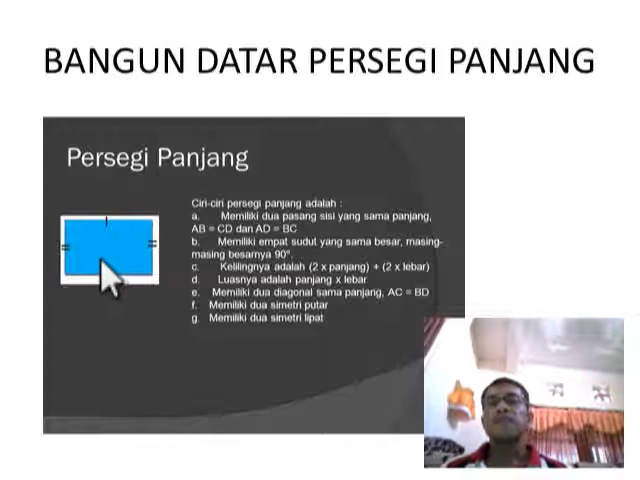 BANGUN DATAR PERSEGI PANJANG
Persegi Panjang
Ciri-ciri persegi panjang adalah :
a. Memiliki dua pasang sisi yang sama panjang,
AB = CD dan AD = BC
b. Memiliki empat sudut yang sama besar, masing-
masing besarnya 90°.
c. Kelilingnya adalah (2 x panjang) + (2 x lebar)
d. Luasnya adalah panjang x lebar
e. Memiliki dua diagonal sama panjang, AC = BD
f. Memiliki dua simetri putar
g. Memiliki dua simetri lipat